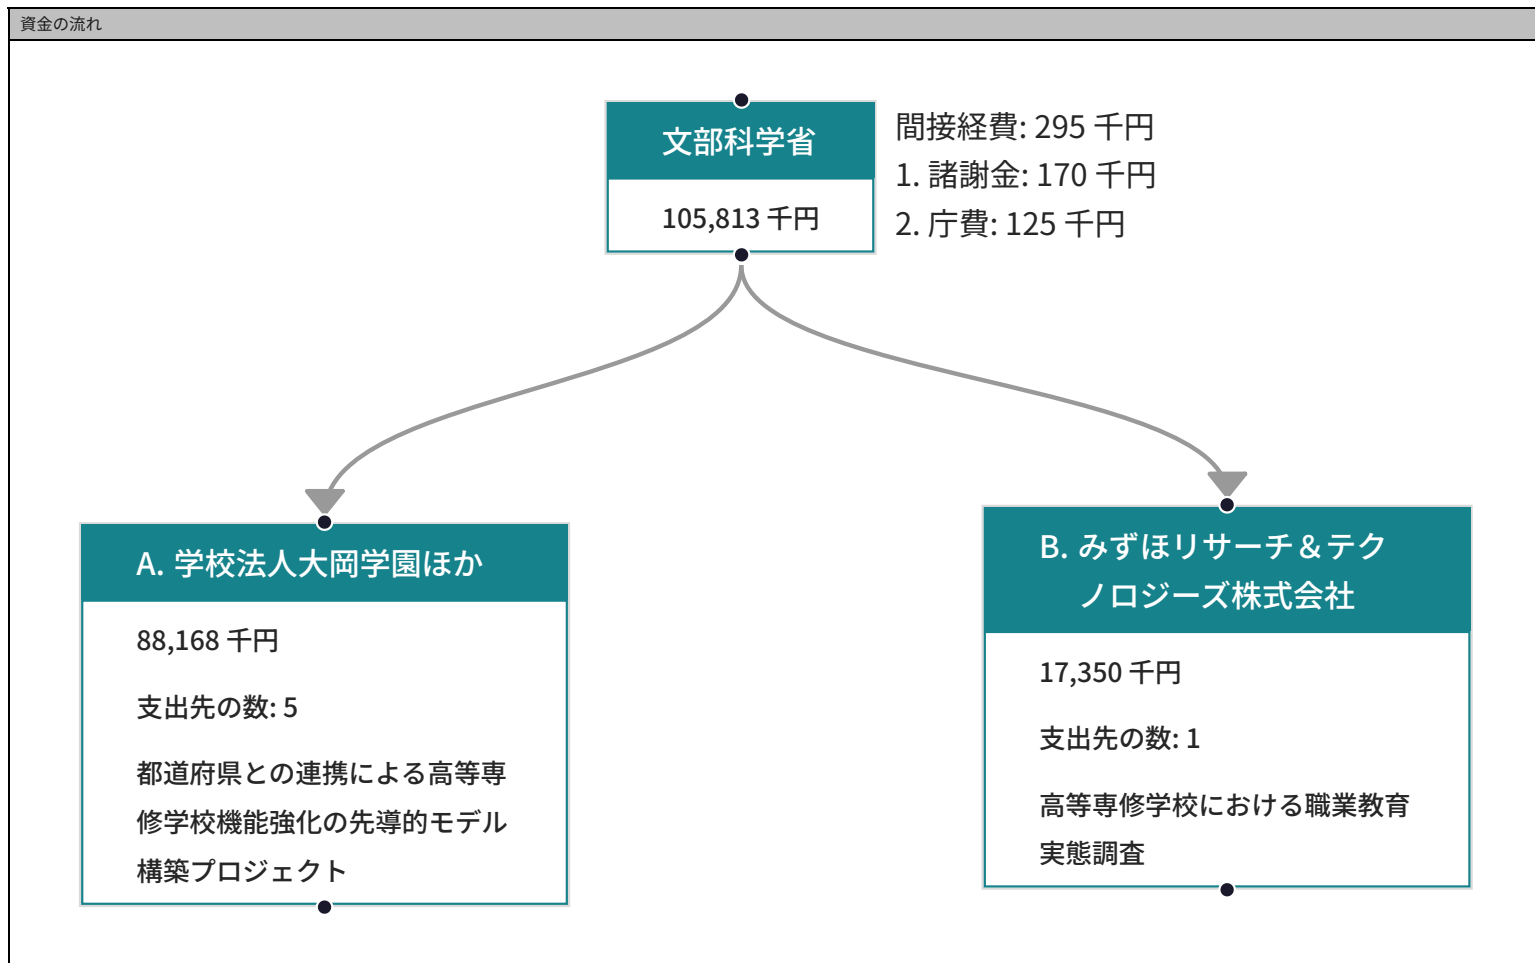 資金の流れ
文部科学省
105,813 千円
間接経費: 295 千円
1. 諸謝金: 170 千円
2. 庁費: 125 千円
A. 学校法人大岡学園ほか
88,168 千円
支出先の数: 5
都道府県との連携による高等専
修学校機能強化の先導的モデル
構築プロジェクト
B. みずほリサーチ＆テク
ノロジーズ株式会社
17,350 千円
支出先の数: 1
高等専修学校における職業教育
実態調査